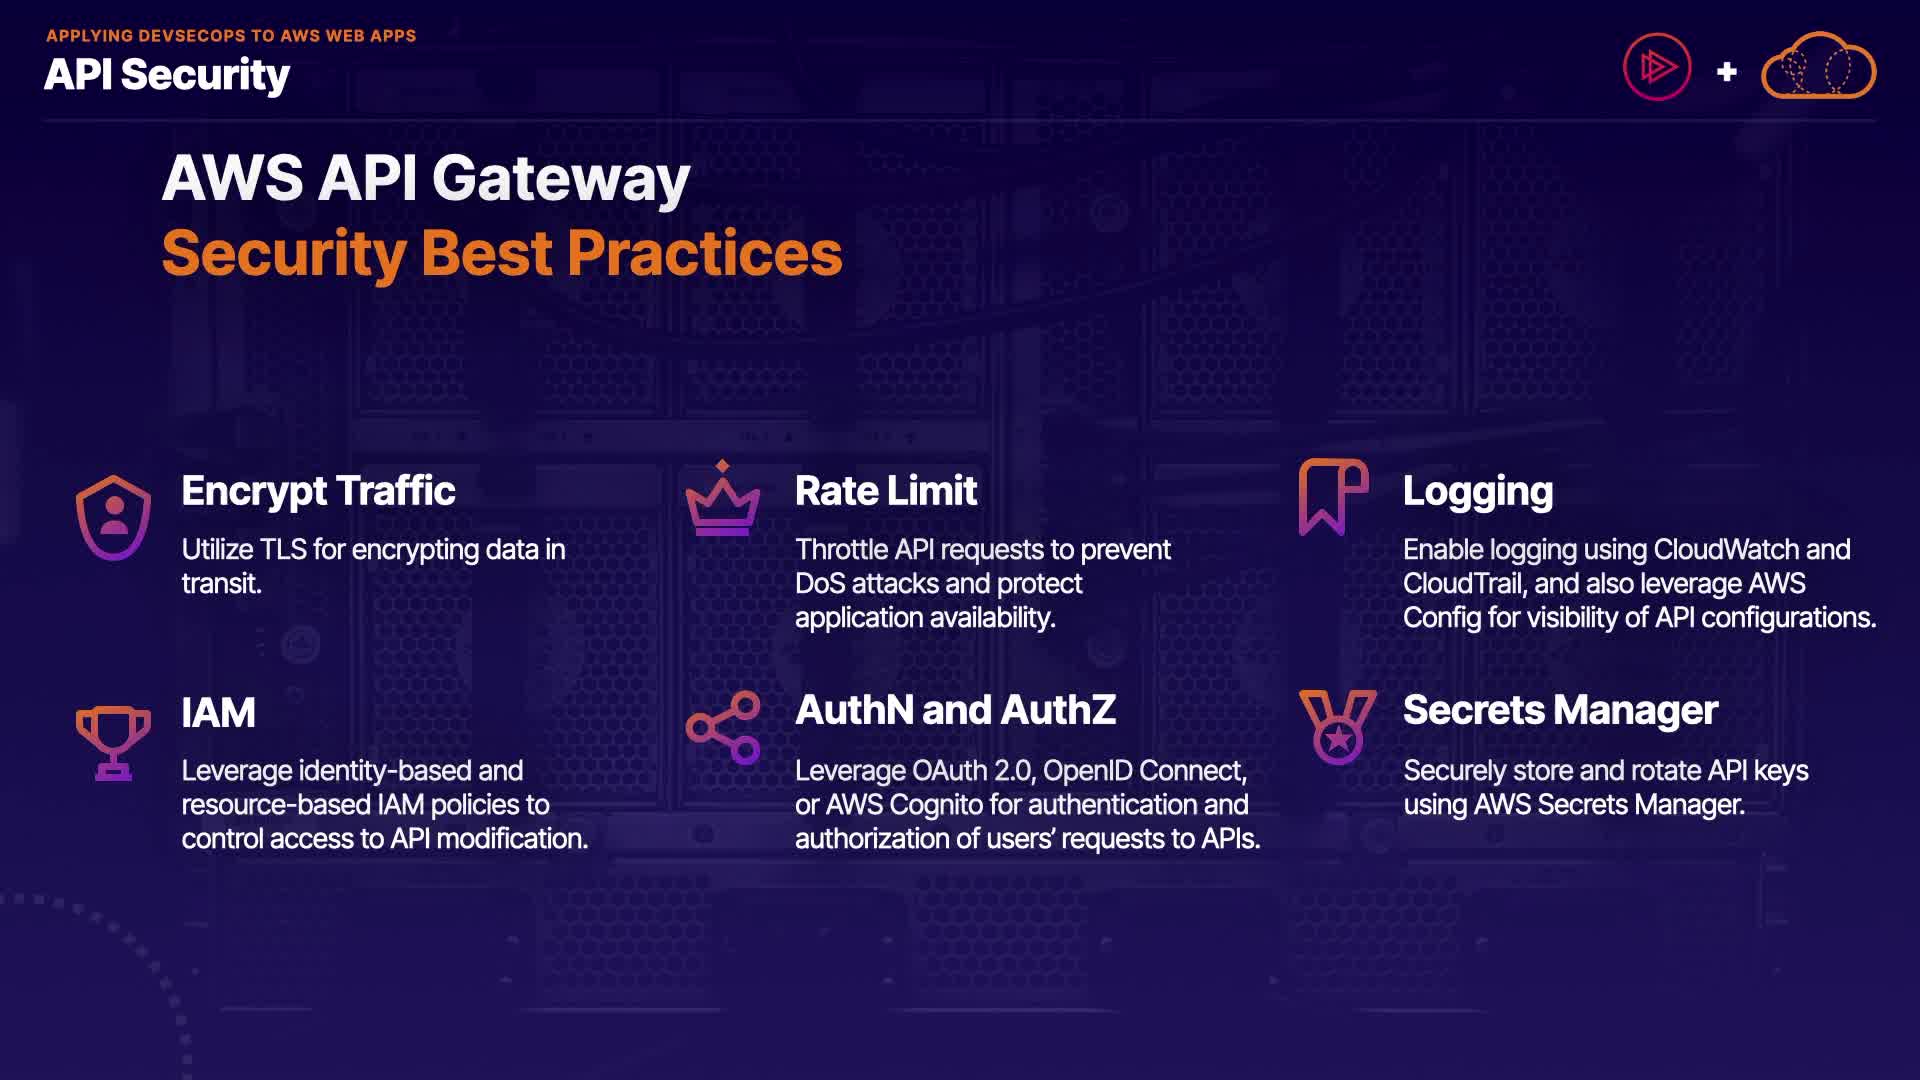 APPLYING DEVSECOPS TO AWS WEB APPS
API Security
AWS API Gateway
Security Best Practices
Encrypt Traffic
Utilize TLS for encrypting data in
transit.
Rate Limit
Throttle API requests to prevent
DoS attacks and protect
application availability.
Logging
Enable logging using CloudWatch and
CloudTrail, and also leverage AWS
Config for visibility of API configurations.
IAM
Leverage identity-based and
resource-based IAM policies to
control access to API modification.
AuthN and AuthZ
Leverage OAuth 2.0, OpenID Connect,
or AWS Cognito for authentication and
authorization of users’ requests to APIs.
Secrets Manager
Securely store and rotate API keys
using AWS Secrets Manager.